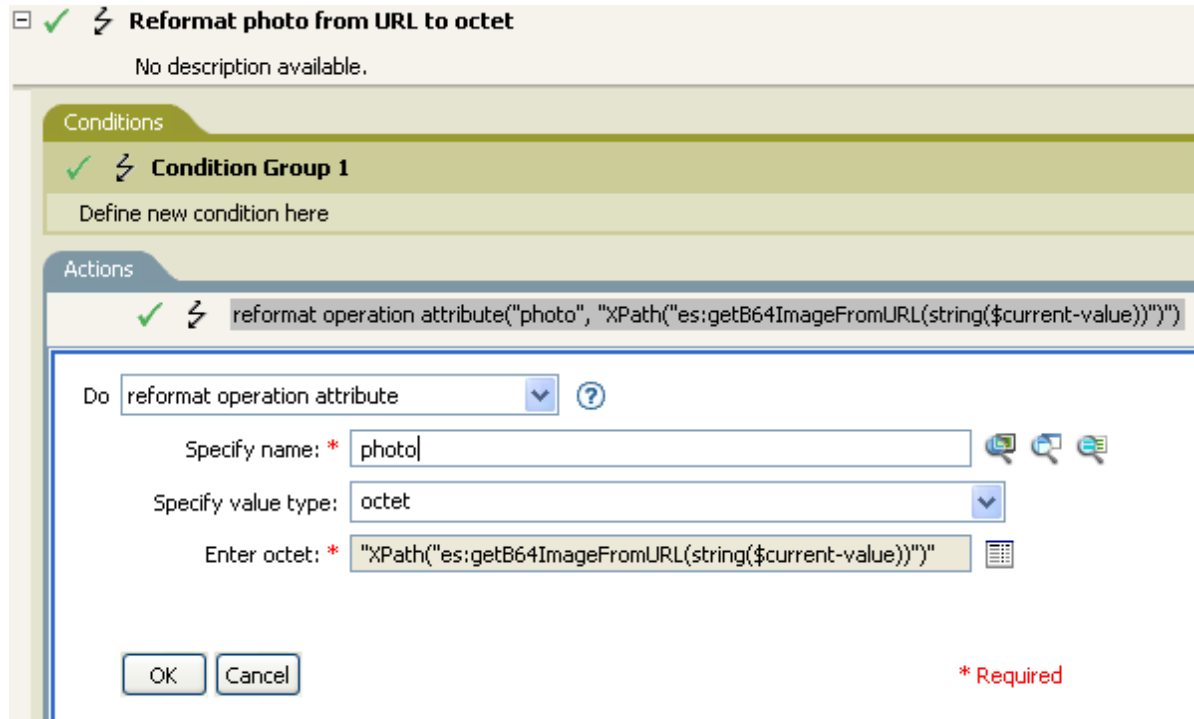 Reformat photo from URL to octet
No description available.
Conditions
Condition Group 1
Define new condition here
Actions
reformat operation attribute("photo", "XPath("es:getB64ImageFromURL(string($current-value))")")
Do reformat operation attribute ?
Specify name: * photo
Specify value type: octet
Enter octet: * "XPath("es:getB64ImageFromURL(string($current-value))")"
OK Cancel * Required